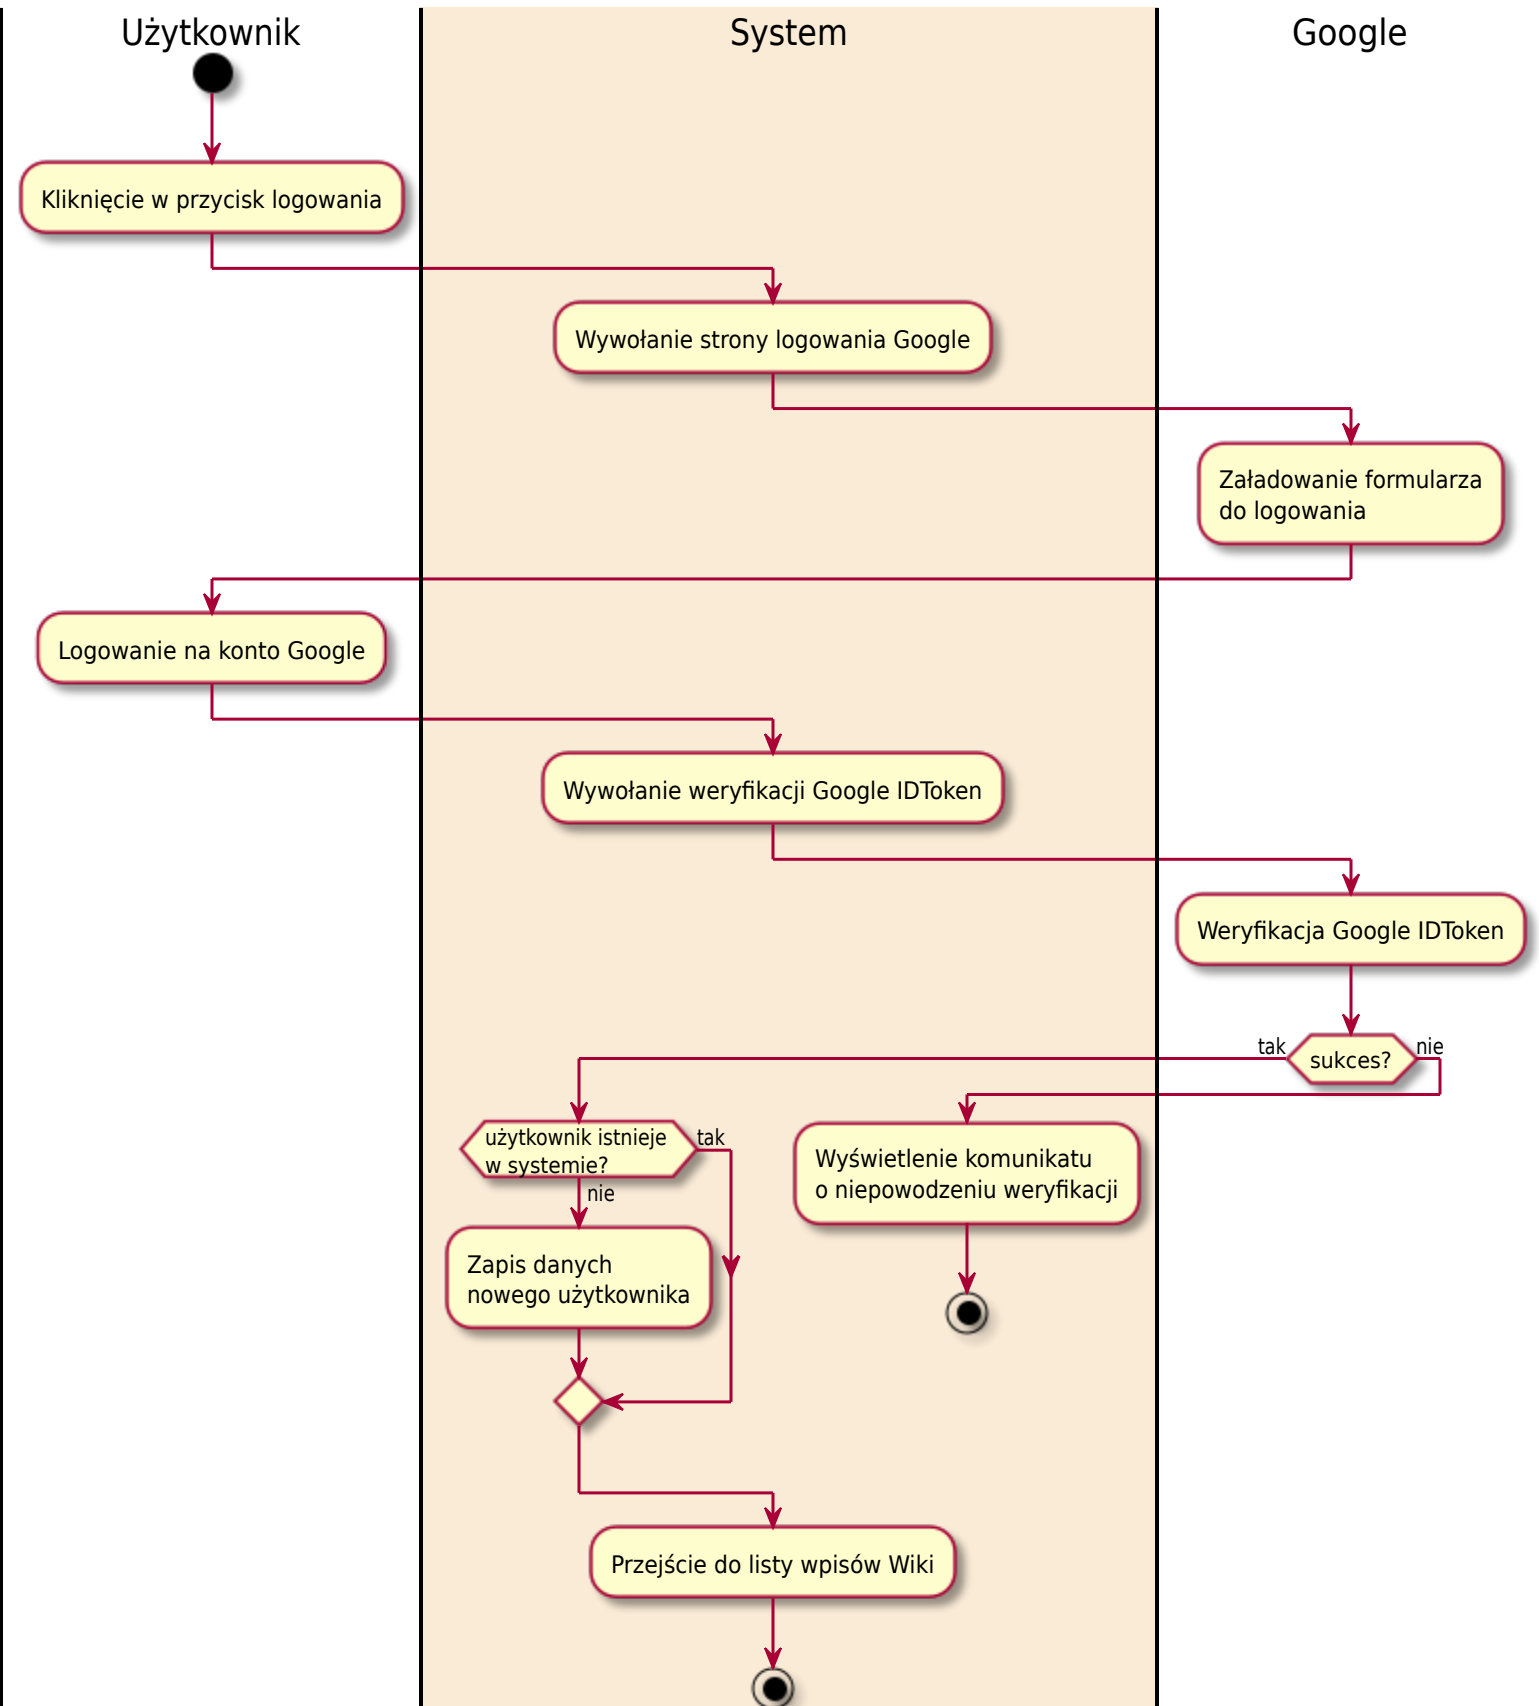 Użytkownik
System
Google
Kliknięcie w przycisk logowania
Wywołanie strony logowania Google
Załadowanie formularza
do logowania
Logowanie na konto Google
Wywołanie weryfikacji Google IDToken
Weryfikacja Google IDToken
tak
sukces?
nie
użytkownik istnieje
w systemie?
tak
nie
Wyświetlenie komunikatu
o niepowodzeniu weryfikacji
Zapis danych
nowego użytkownika
Przejście do listy wpisów Wiki